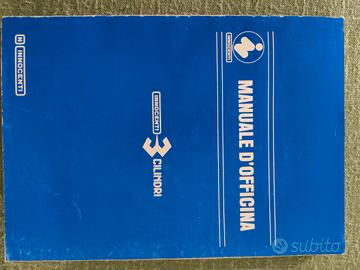 INNOCENTI
MANUALE D'OFFICINA
INNOCENTI
3 CILINDRI
INNOCENTI
subito